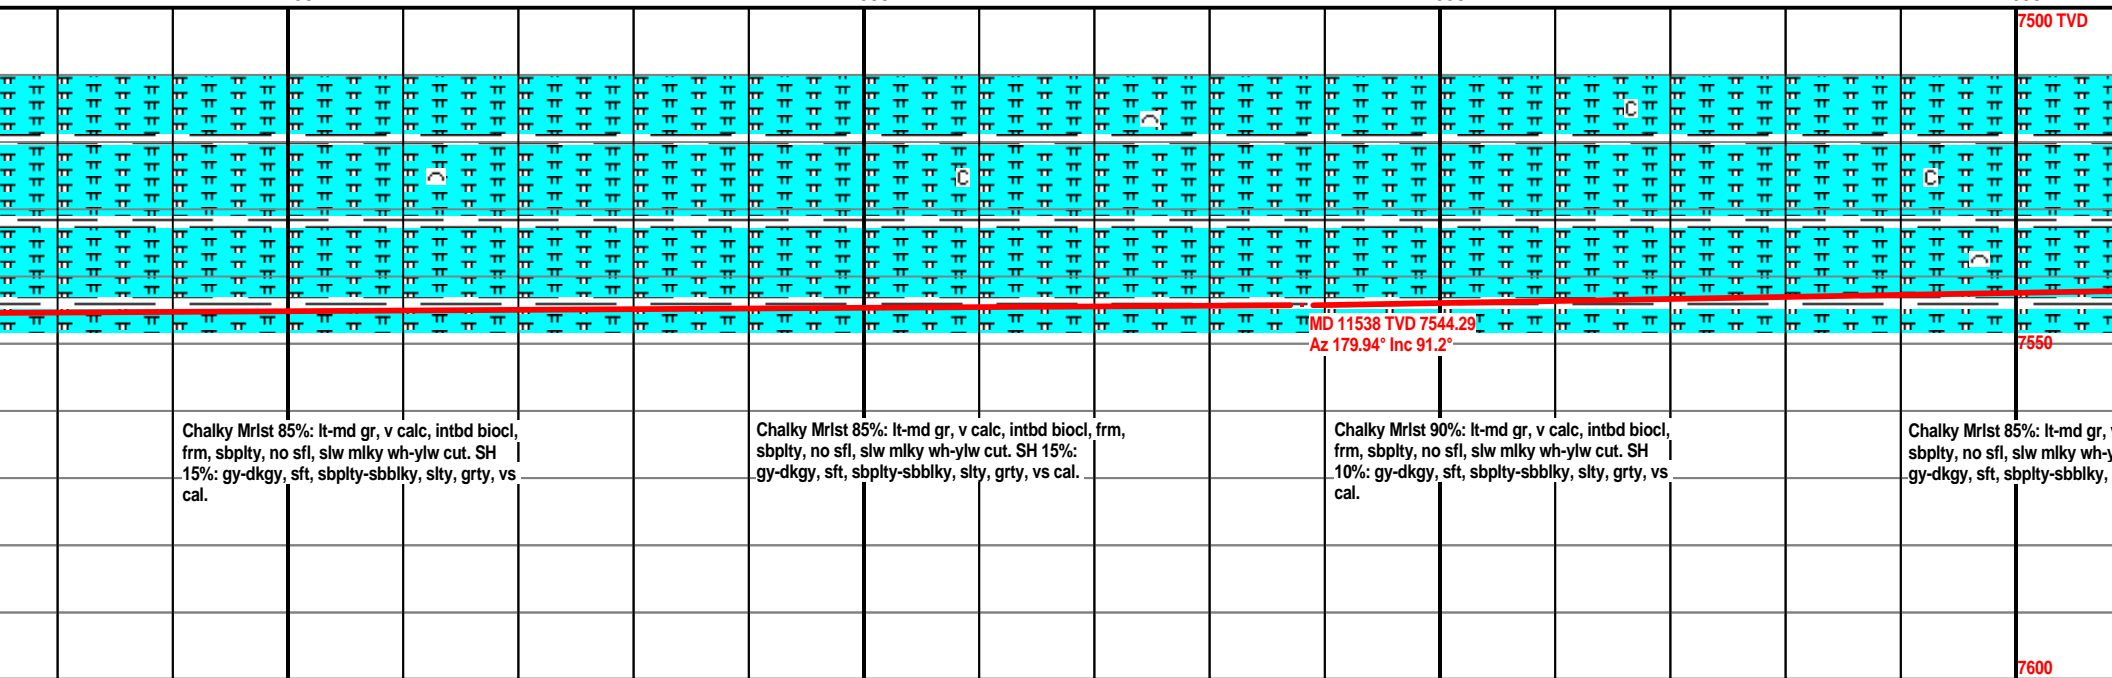 7500 TVD
C
C
C
MD 11538 TVD 7544.29
Az 179.94° Inc 91.2°
7550
Chalky Mrlst 85%: lt-md gr, v calc, intbd biocl,
frm, sbplty, no sfl, slw mlky wh-ylw cut. SH
15%: gy-dkgy, sft, sbplty-sbblky, slty, grty, vs
cal.
Chalky Mrlst 85%: lt-md gr, v calc, intbd biocl, frm,
sbplty, no sfl, slw mlky wh-ylw cut. SH 15%:
gy-dkgy, sft, sbplty-sbblky, slty, grty, vs cal.
Chalky Mrlst 90%: lt-md gr, v calc, intbd biocl,
frm, sbplty, no sfl, slw mlky wh-ylw cut. SH
10%: gy-dkgy, sft, sbplty-sbblky, slty, grty, vs
cal.
Chalky Mrlst 85%: lt-md gr,
sbplty, no sfl, slw mlky wh-y
gy-dkgy, sft, sbplty-sbblky,
7600